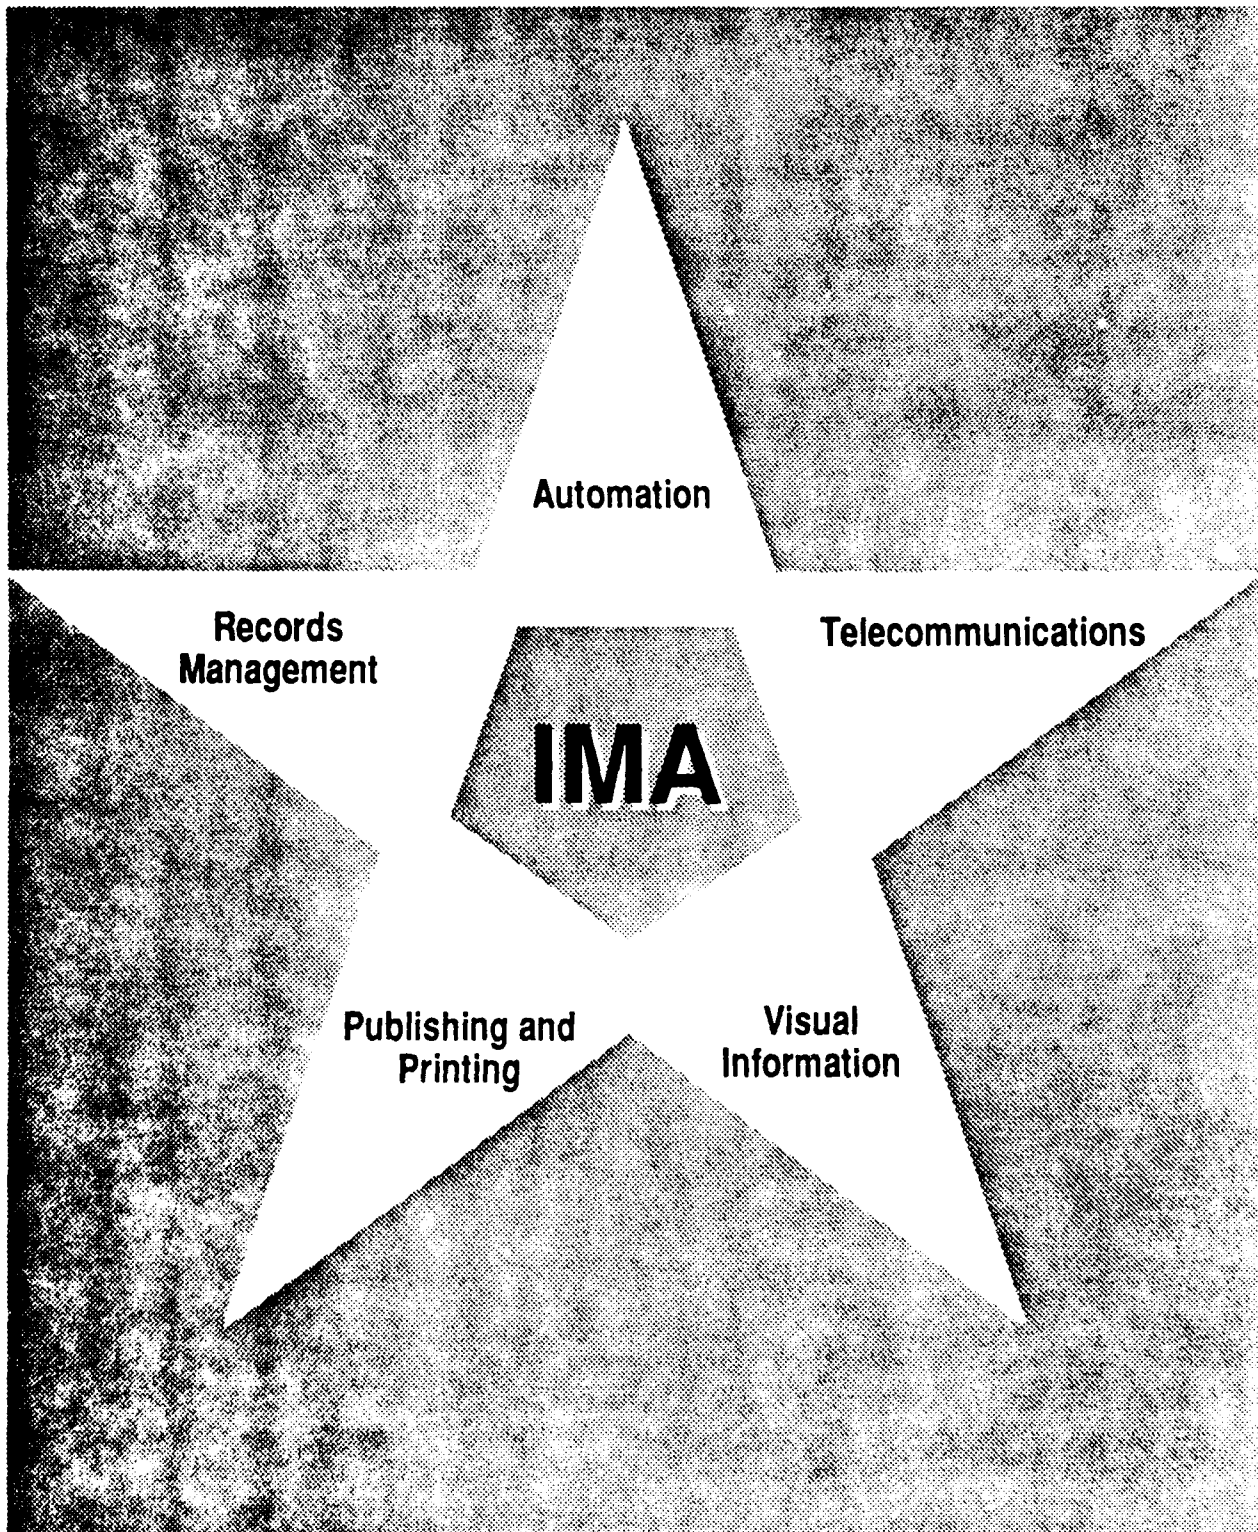 Automation
Records
Management
Telecommunications
IMA
Publishing and
Printing
Visual
Information